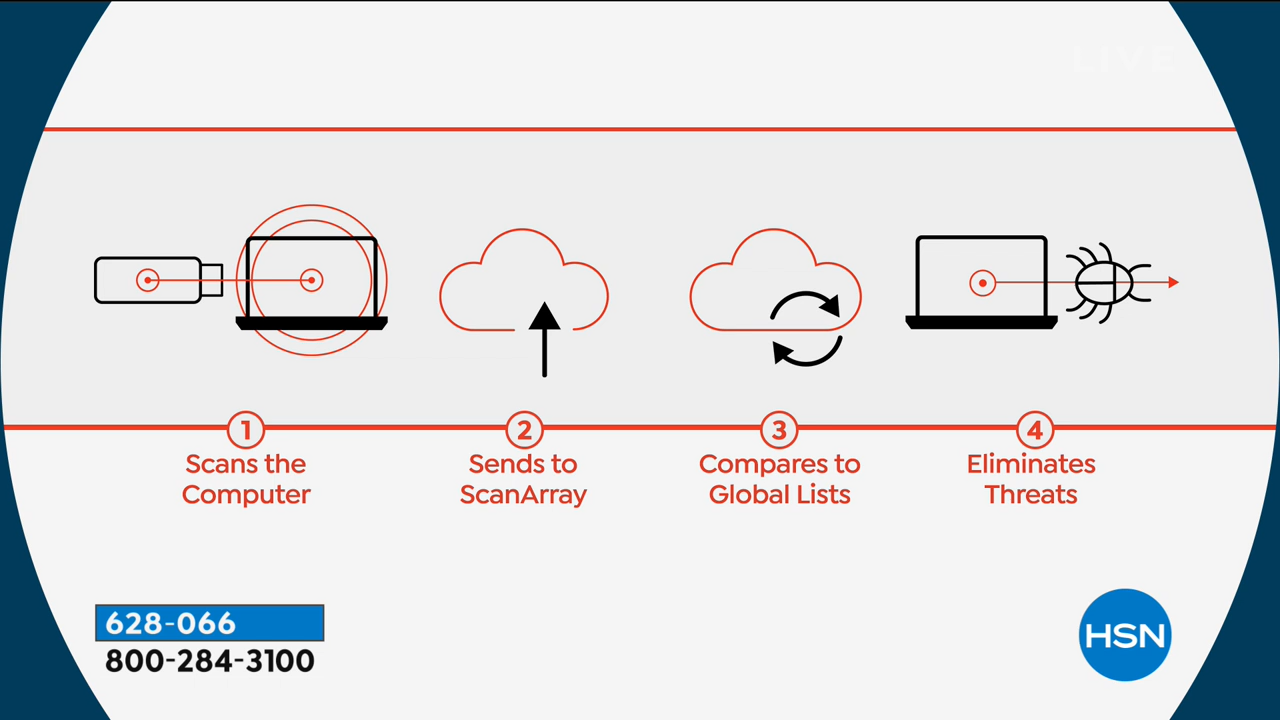 LIVE
1
Scans the
Computer
2
Sends to
ScanArray
3
Compares to
Global Lists
4
Eliminates
Threats
628-066
800-284-3100
HSN